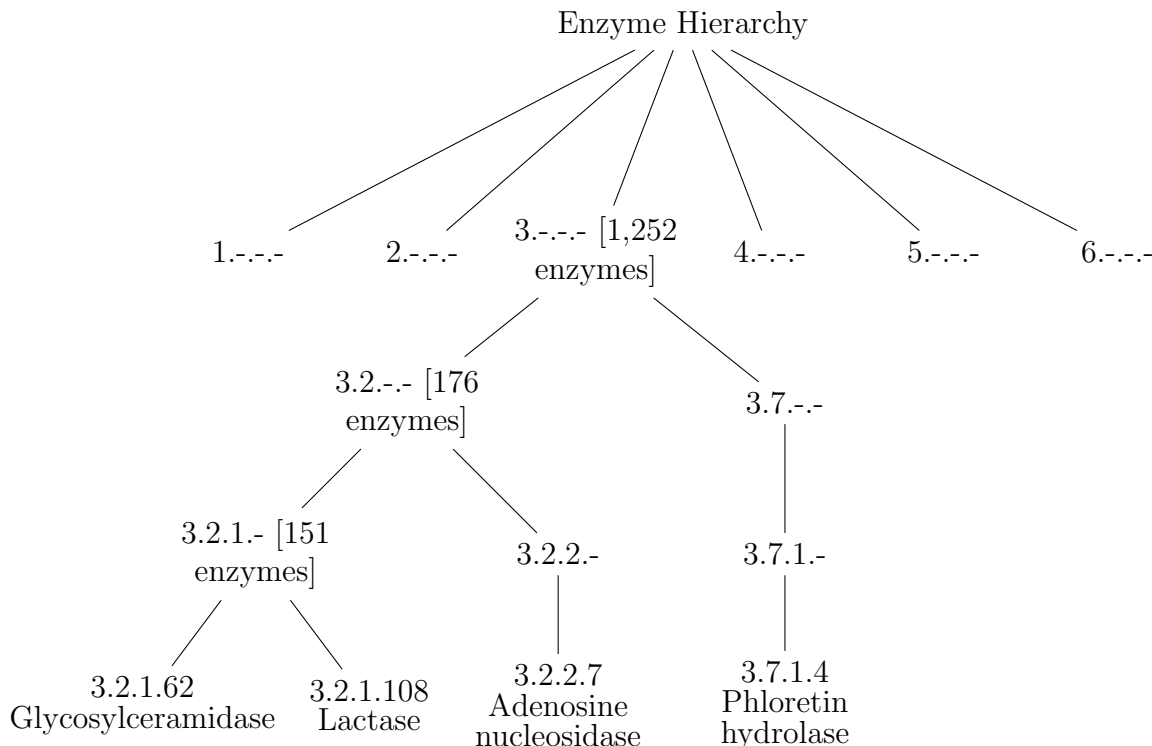 Enzyme Hierarchy
1.-.-.-
2.-.-.-
3.-.-.- [1,252
enzymes]
4.-.-.-
5.-.-.-
6.-.-.-
3.2.-.- [176
enzymes]
3.7.-.-
3.2.1.- [151
enzymes]
3.2.2.-
3.7.1.-
3.2.1.62
Glycosylceramidase
3.2.1.108
Lactase
3.2.2.7
Adenosine
nucleosidase
3.7.1.4
Phloretin
hydrolase